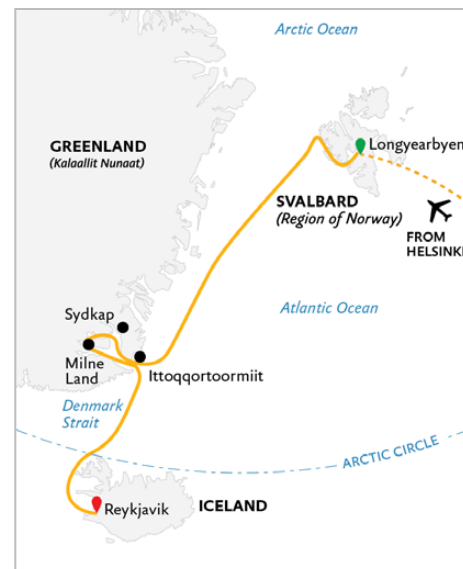 Arctic Ocean
Longyearbyen
GREENLAND
(Kalaallit Nunaat)
SVALBARD
(Region of Norway)
FROM
HELSINKI
Atlantic Ocean
Sydkap
Milne
Land
Ittoqqortoormiit
Denmark
Strait
ARCTIC CIRCLE
Reykjavik
ICELAND